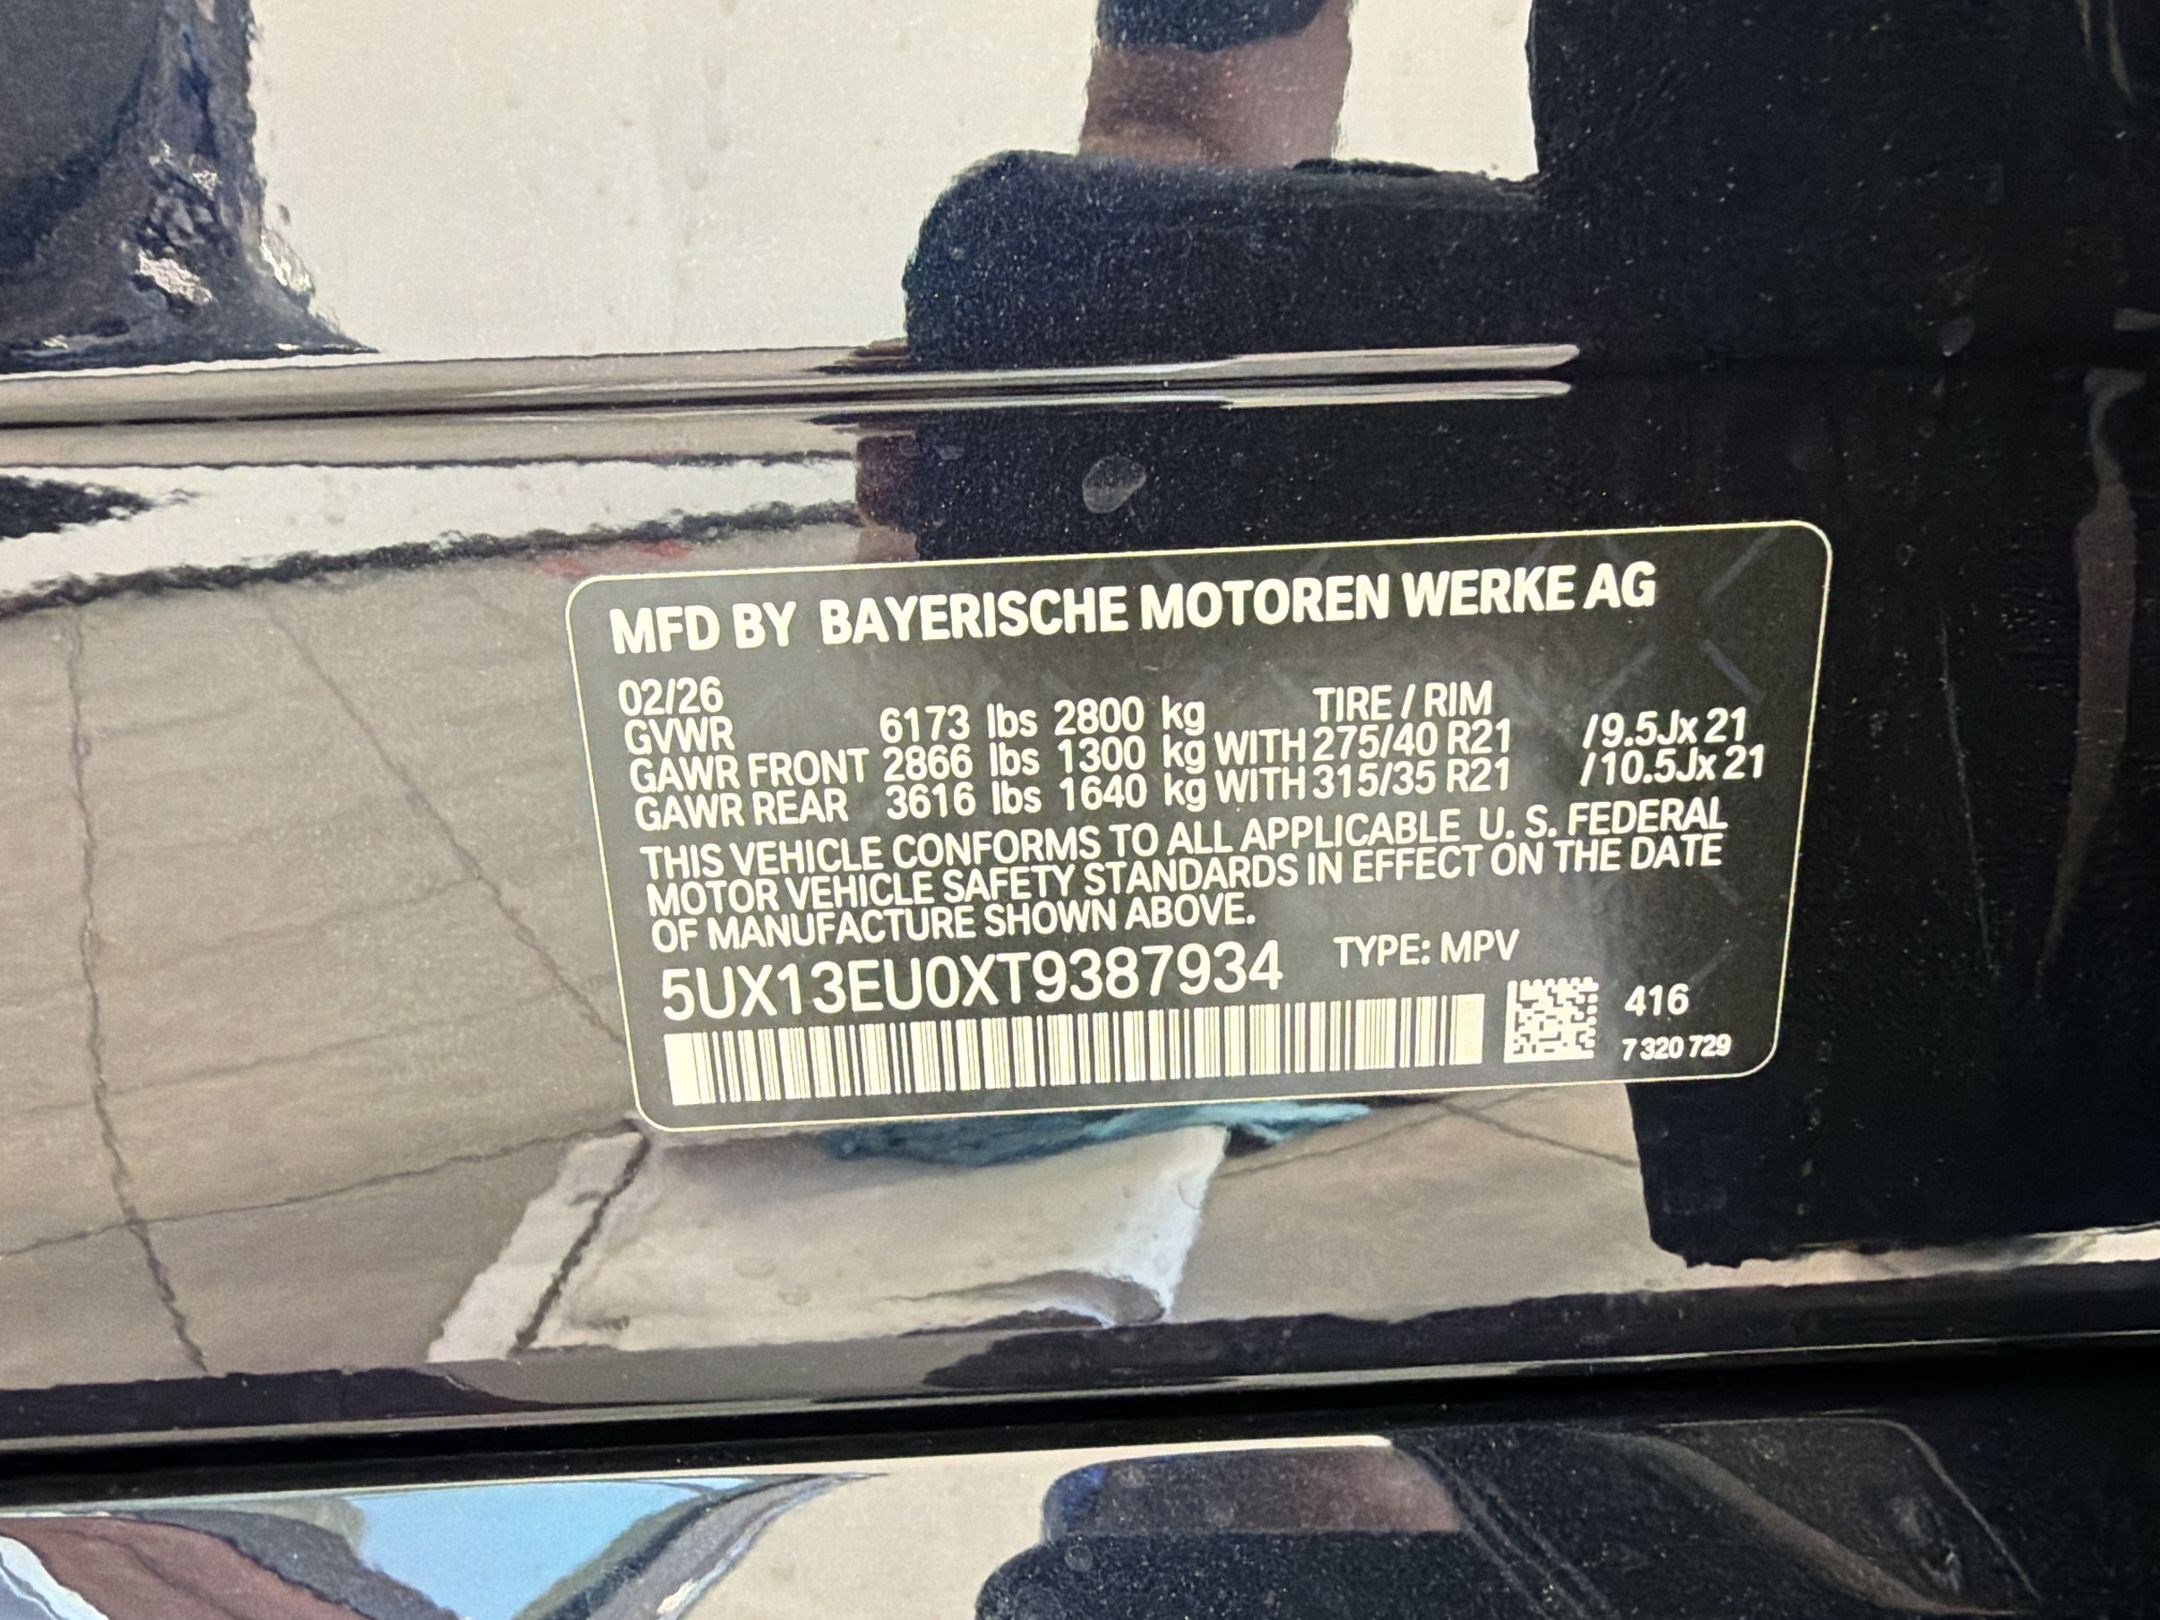 MFD BY BAYERISCHE MOTOREN WERKE AG
02/26 TIRE / RIM
GVWR 6173 lbs 2800 kg
GAWR FRONT 2866 lbs 1300 kg WITH 275/40 R21 /9.5Jx 21
GAWR REAR 3616 lbs 1640 kg WITH 315/35 R21 /10.5Jx 21
THIS VEHICLE CONFORMS TO ALL APPLICABLE U. S. FEDERAL
MOTOR VEHICLE SAFETY STANDARDS IN EFFECT ON THE DATE
OF MANUFACTURE SHOWN ABOVE.
5UX13EU0XT9387934 TYPE: MPV
416
7 320 729